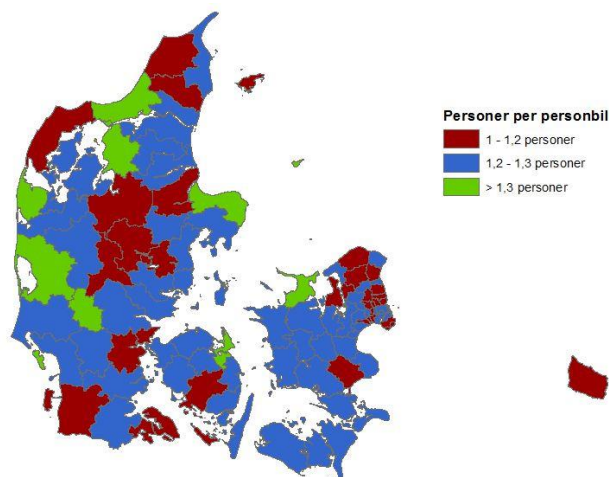 Personer per personbil
1 - 1,2 personer
1,2 - 1,3 personer
> 1,3 personer